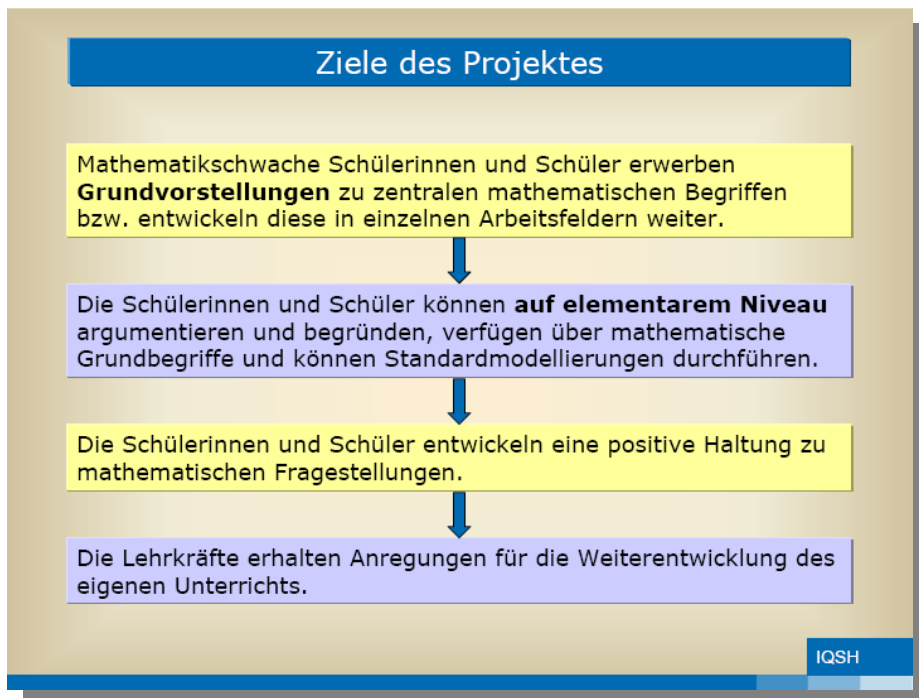 Ziele des Projektes
Mathematikschwache Schülerinnen und Schüler erwerben
Grundvorstellungen zu zentralen mathematischen Begriffen
bzw. entwickeln diese in einzelnen Arbeitsfeldern weiter.
Die Schülerinnen und Schüler können auf elementarem Niveau
argumentieren und begründen, verfügen über mathematische
Grundbegriffe und können Standardmodellierungen durchführen.
Die Schülerinnen und Schüler entwickeln eine positive Haltung zu
mathematischen Fragestellungen.
Die Lehrkräfte erhalten Anregungen für die Weiterentwicklung des
eigenen Unterrichts.
IQSH